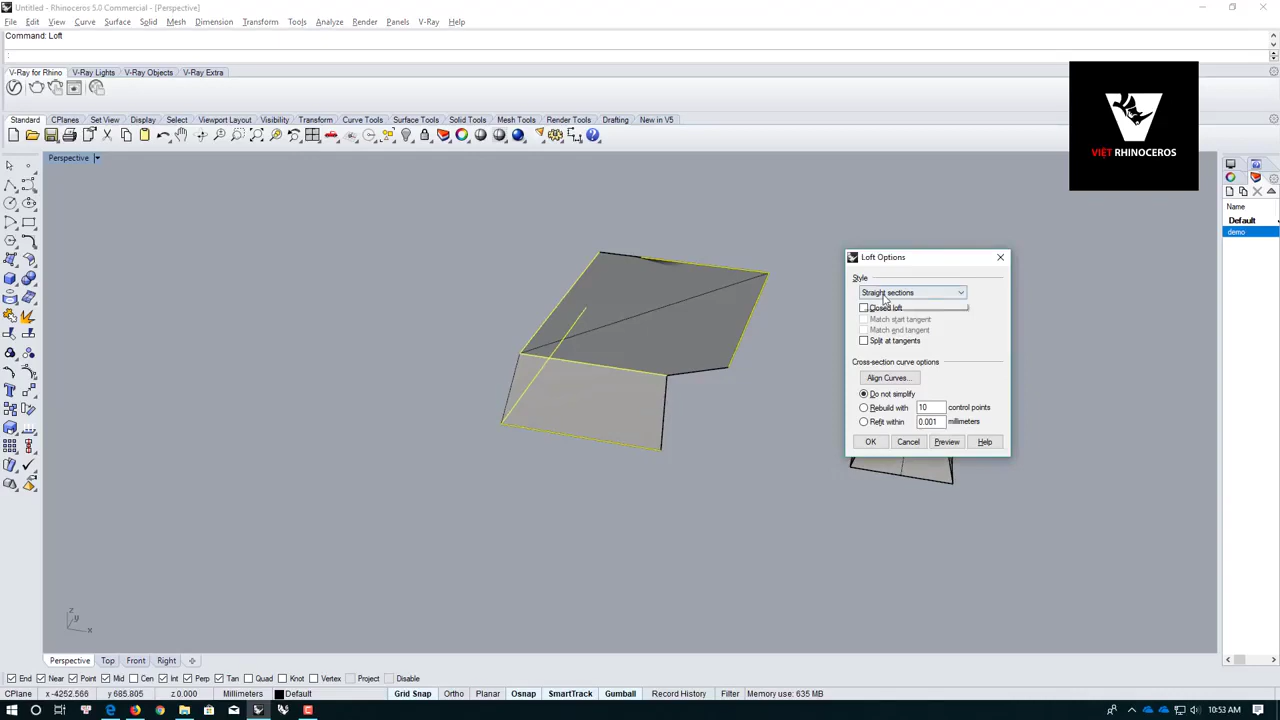 Untitled - Rhinoceros 5.0 Commercial - [Perspective]
File Edit View Curve Surface Solid Mesh Dimension Transform Tools Analyze Render Panels V-Ray Help
Command: Loft
:
V-Ray for Rhino V-Ray Lights V-Ray Objects V-Ray Extra
VIỆT RHINOCEROS
Standard CPlanes Set View Display Select Viewport Layout Visibility Transform Curve Tools Surface Tools Solid Tools Mesh Tools Render Tools Drafting New in V5
Perspective
Name
Default
demo
Loft Options
Style
Straight sections
Closed loft
Match start tangent
Match end tangent
Split at tangents
Cross-section curve options
Align Curves...
Do not simplify
Rebuild with 10 control points
Refit within 0.001 millimeters
OK Cancel Preview Help
z
y
x
Perspective Top Front Right
End Near Point Mid Cen Int Perp Tan Quad Knot Vertex Project Disable
CPlane x -4252.566 y 685.805 z 0.000 Millimeters Default Grid Snap Ortho Planar Osnap SmartTrack Gumball Record History Filter Memory use: 635 MB
10:53 AM